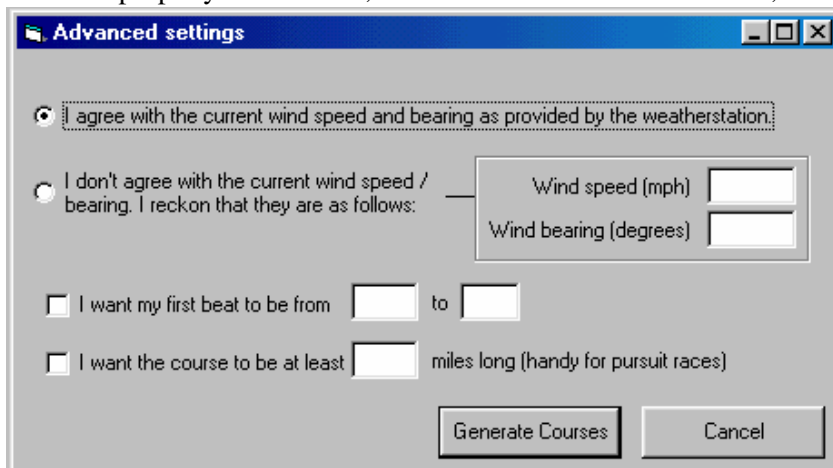 Advanced settings
I agree with the current wind speed and bearing as provided by the weatherstation.
I don't agree with the current wind speed /
bearing. I reckon that they are as follows:
Wind speed (mph)
Wind bearing (degrees)
I want my first beat to be from to
I want the course to be at least miles long (handy for pursuit races)
Generate Courses Cancel